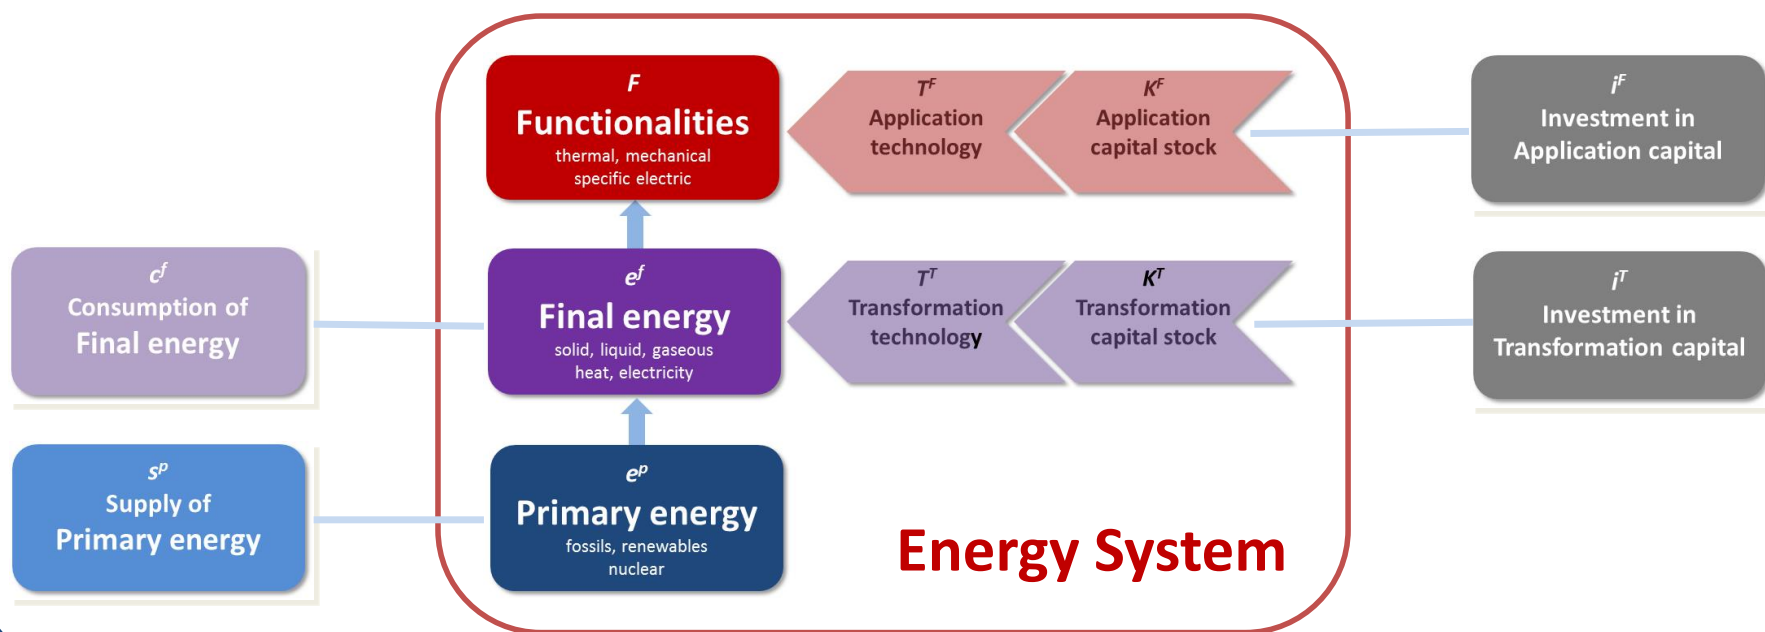 F
Functionalities
thermal, mechanical
specific electric
T^F
Application
technology
K^F
Application
capital stock
i^F
Investment in
Application capital
c^f
Consumption of
Final energy
e^f
Final energy
solid, liquid, gaseous
heat, electricity
T^T
Transformation
technology
K^T
Transformation
capital stock
i^T
Investment in
Transformation capital
s^p
Supply of
Primary energy
e^p
Primary energy
fossils, renewables
nuclear
Energy System